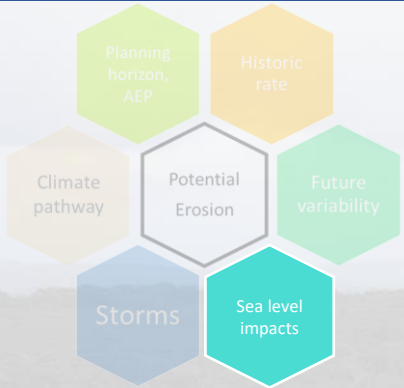 Planning
horizon,
AEP
Historic
rate
Climate
pathway
Potential
Erosion
Future
variability
Storms
Sea level
impacts